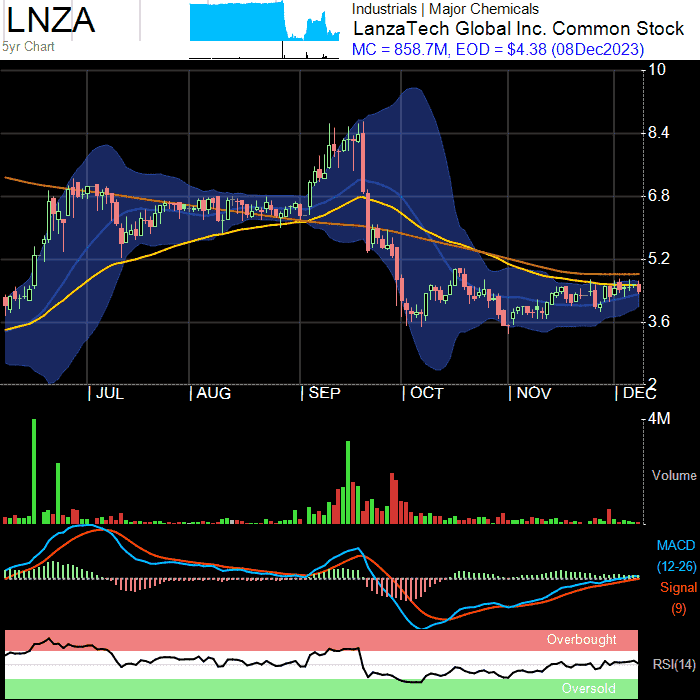 LNZA
5yr Chart
Industrials | Major Chemicals
LanzaTech Global Inc. Common Stock
MC = 858.7M, EOD = $4.38 (08Dec2023)
10
8.4
6.8
5.2
3.6
2
| JUL | AUG | SEP | OCT | NOV | DEC
4M
Volume
MACD
(12-26)
Signal
(9)
Overbought
RSI(14)
Oversold